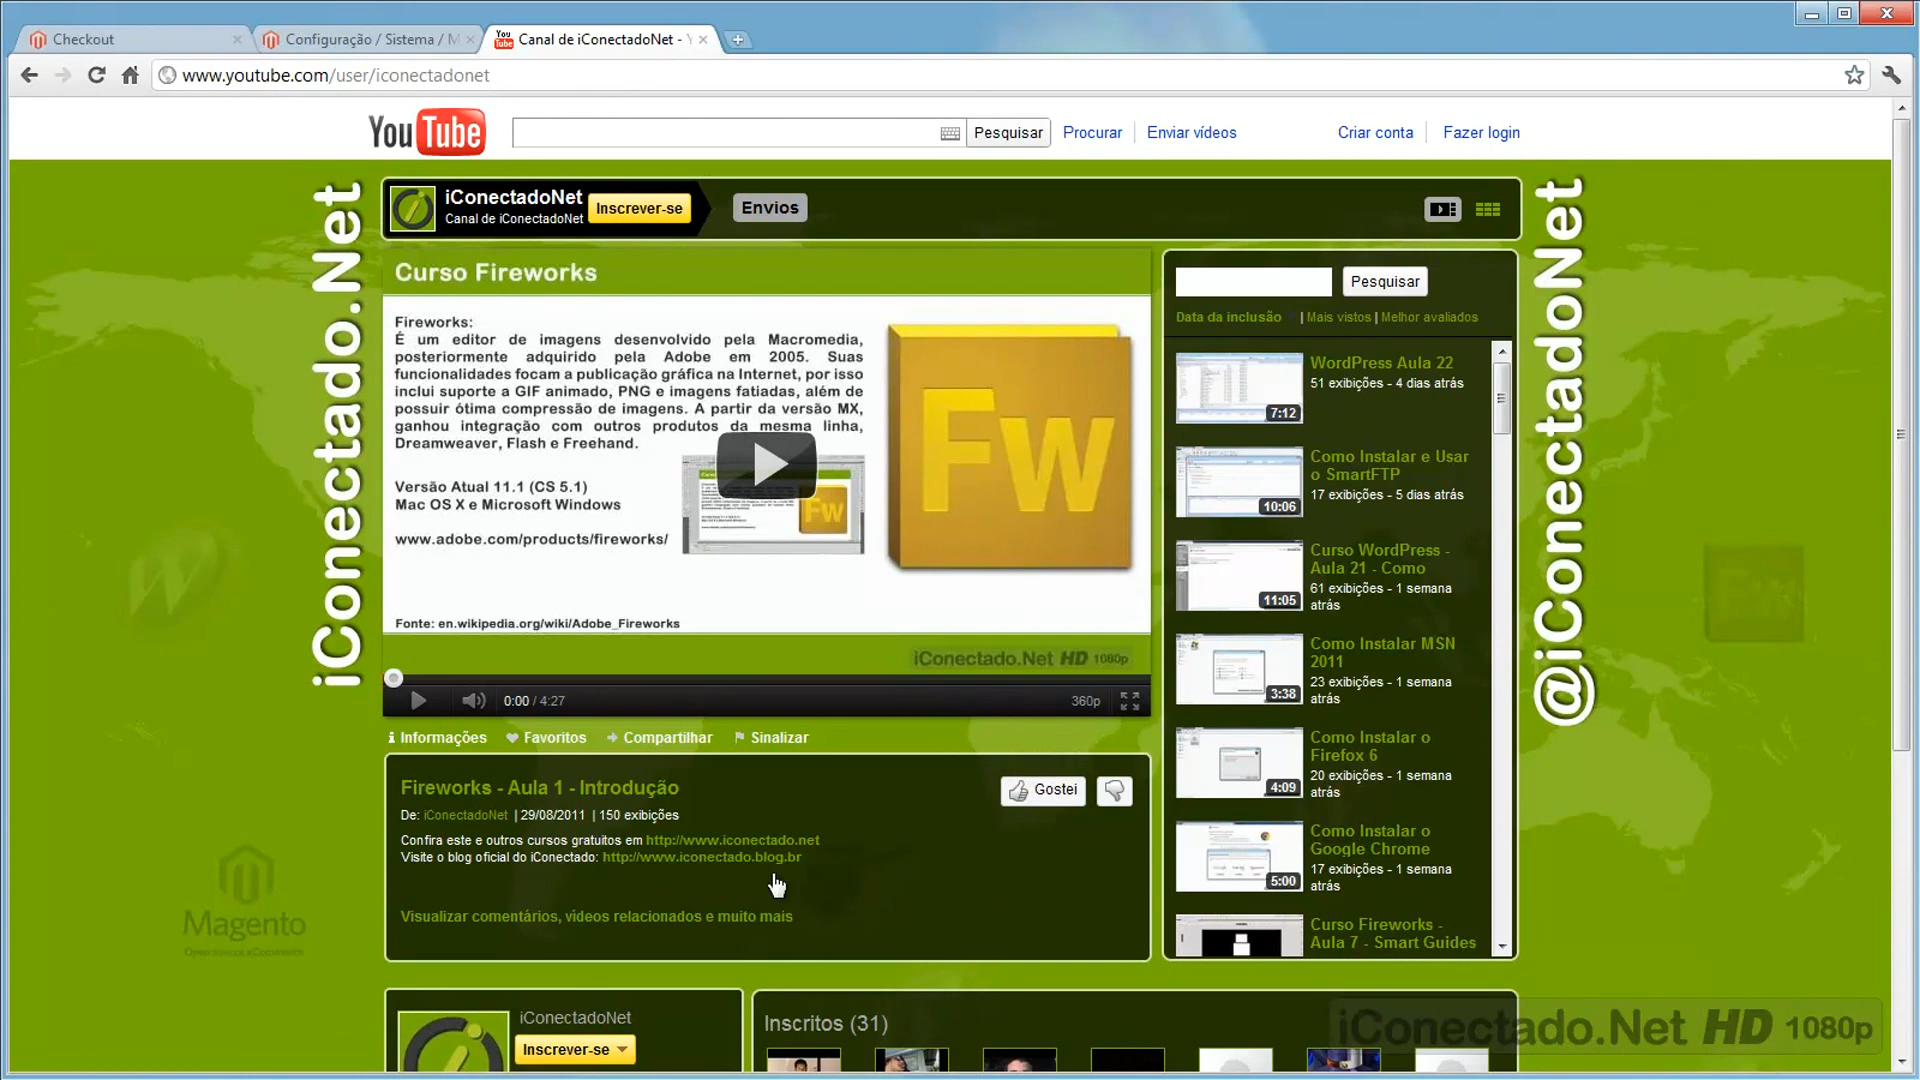 Checkout
Configuração / Sistema / M
You Tube
Canal de iConectadoNet - Y
www.youtube.com/user/iconectadonet
YouTube
Pesquisar
Procurar
Enviar vídeos
Criar conta
Fazer login
iConectado.Net
@iConectadoNet
iConectadoNet
Canal de iConectadoNet
Inscrever-se
Envios
Curso Fireworks
Fireworks:
É um editor de imagens desenvolvido pela Macromedia,
posteriormente adquirido pela Adobe em 2005. Suas
funcionalidades focam a publicação gráfica na Internet, por isso
inclui suporte a GIF animado, PNG e imagens fatiadas, além de
possuir ótima compressão de imagens. A partir da versão MX,
ganhou integração com outros produtos da mesma linha,
Dreamweaver, Flash e Freehand.
Versão Atual 11.1 (CS 5.1)
Mac OS X e Microsoft Windows
www.adobe.com/products/fireworks/
Fw
Fw
Fonte: en.wikipedia.org/wiki/Adobe_Fireworks
iConectado.Net HD 1080p
0:00 / 4:27
360p
Informações
Favoritos
Compartilhar
Sinalizar
Fireworks - Aula 1 - Introdução
Gostei
De: iConectadoNet | 29/08/2011 | 150 exibições
Confira este e outros cursos gratuitos em http://www.iconectado.net
Visite o blog oficial do iConectado: http://www.iconectado.blog.br
Visualizar comentários, vídeos relacionados e muito mais
Pesquisar
Data da inclusão | Mais vistos | Melhor avaliados
WordPress Aula 22
51 exibições - 4 dias atrás
7:12
Como Instalar e Usar
o SmartFTP
17 exibições - 5 dias atrás
10:06
Curso WordPress -
Aula 21 - Como
61 exibições - 1 semana
atrás
11:05
Como Instalar MSN
2011
23 exibições - 1 semana
atrás
3:38
Como Instalar o
Firefox 6
20 exibições - 1 semana
atrás
4:09
Como Instalar o
Google Chrome
17 exibições - 1 semana
atrás
5:00
Curso Fireworks -
Aula 7 - Smart Guides
Magento
iConectadoNet
Inscrever-se
Inscritos (31)
iConectado.Net HD 1080p